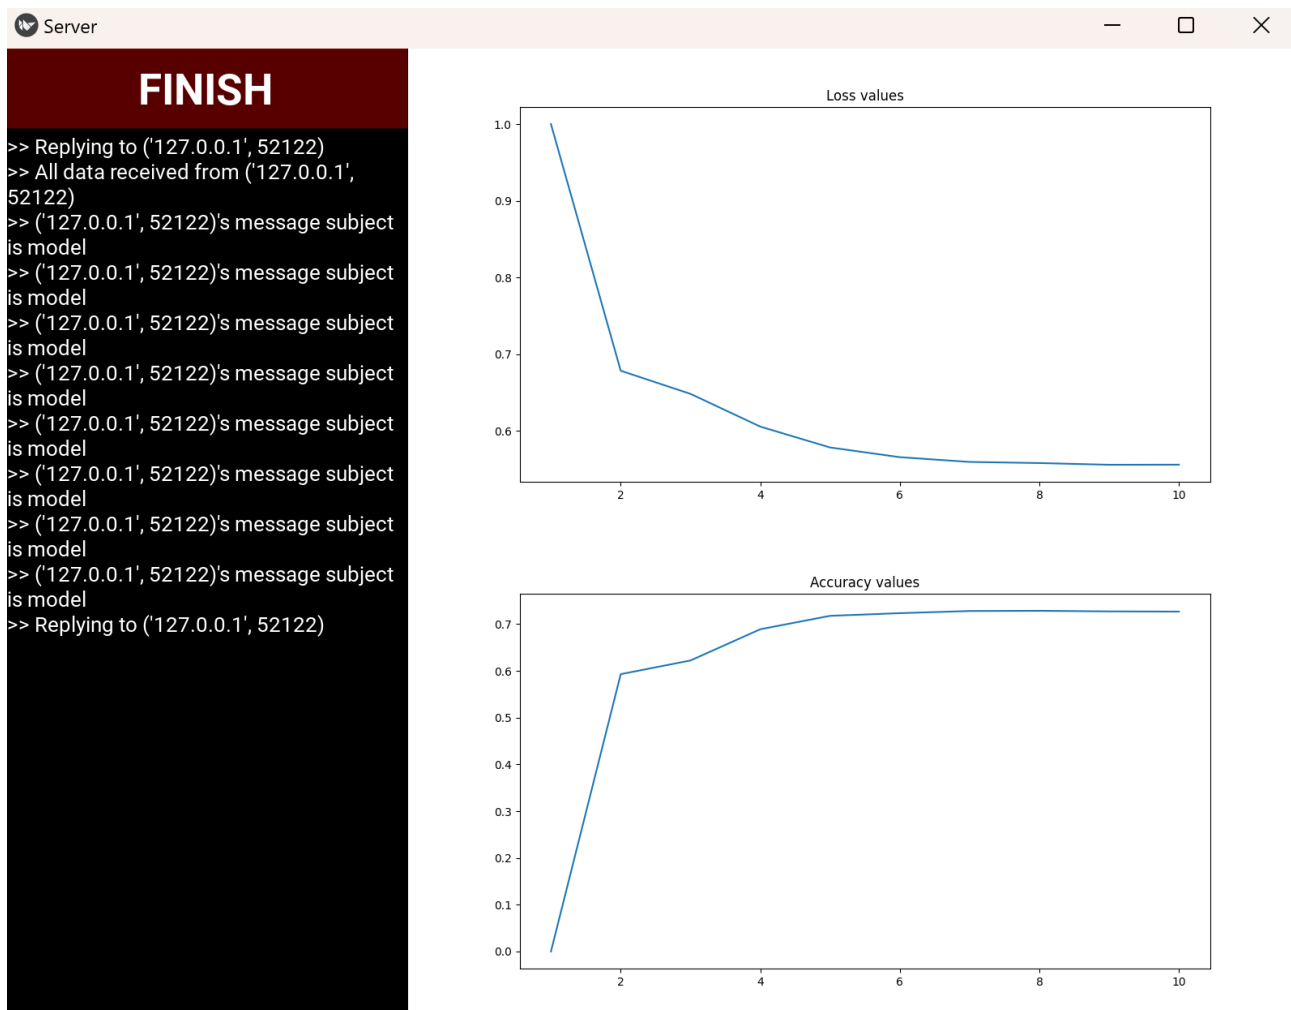 Server
FINISH
>> Replying to ('127.0.0.1', 52122)
>> All data received from ('127.0.0.1',
52122)
>> ('127.0.0.1', 52122)'s message subject
is model
>> ('127.0.0.1', 52122)'s message subject
is model
>> ('127.0.0.1', 52122)'s message subject
is model
>> ('127.0.0.1', 52122)'s message subject
is model
>> ('127.0.0.1', 52122)'s message subject
is model
>> ('127.0.0.1', 52122)'s message subject
is model
>> ('127.0.0.1', 52122)'s message subject
is model
>> ('127.0.0.1', 52122)'s message subject
is model
>> Replying to ('127.0.0.1', 52122)
Loss values
1.0
0.9
0.8
0.7
0.6
2 4 6 8 10
Accuracy values
0.7
0.6
0.5
0.4
0.3
0.2
0.1
0.0
2 4 6 8 10